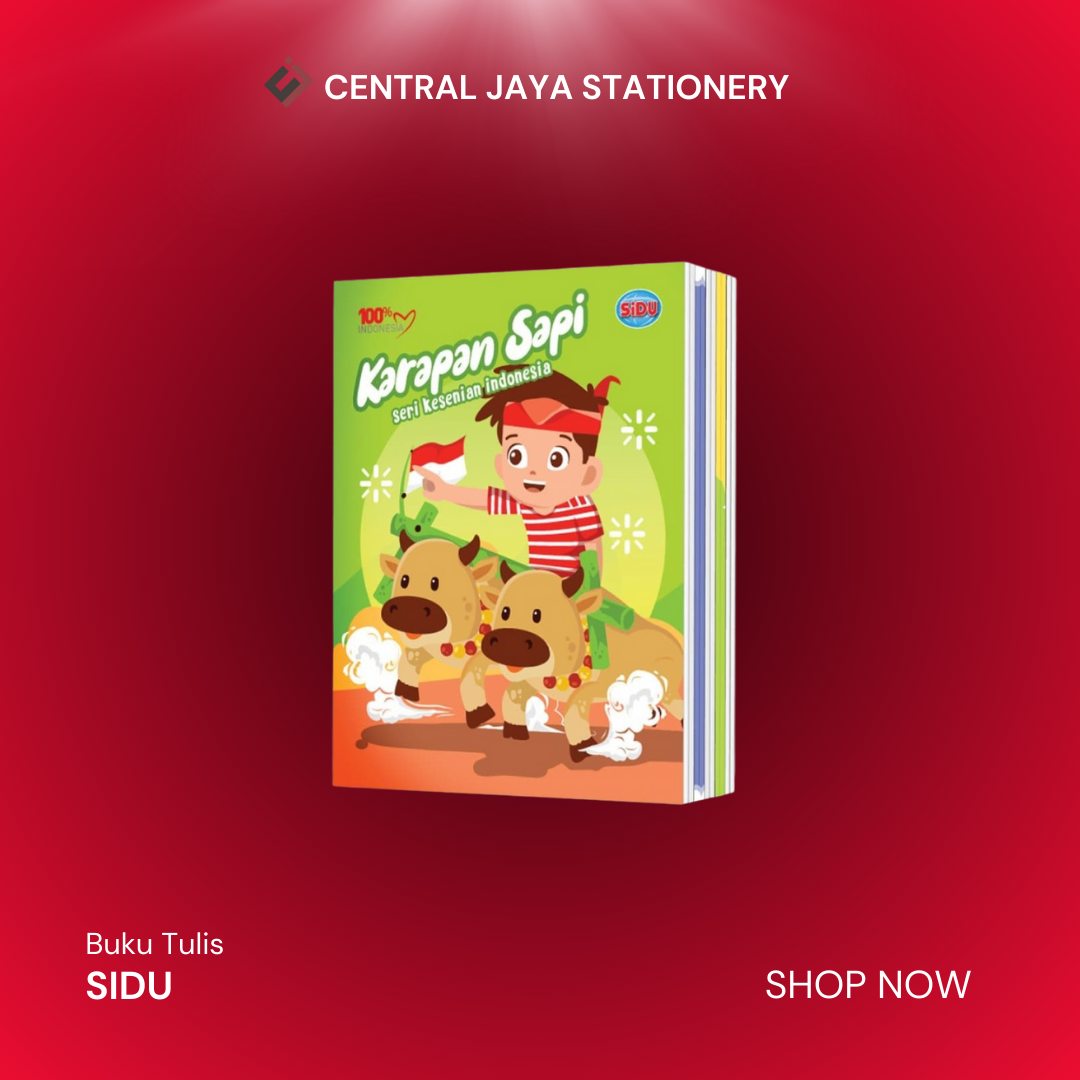 CENTRAL JAYA STATIONERY
100%
INDONESIA
SiDU
Karapan Sapi
seri Kesenian indonesia
Buku Tulis
SIDU
SHOP NOW